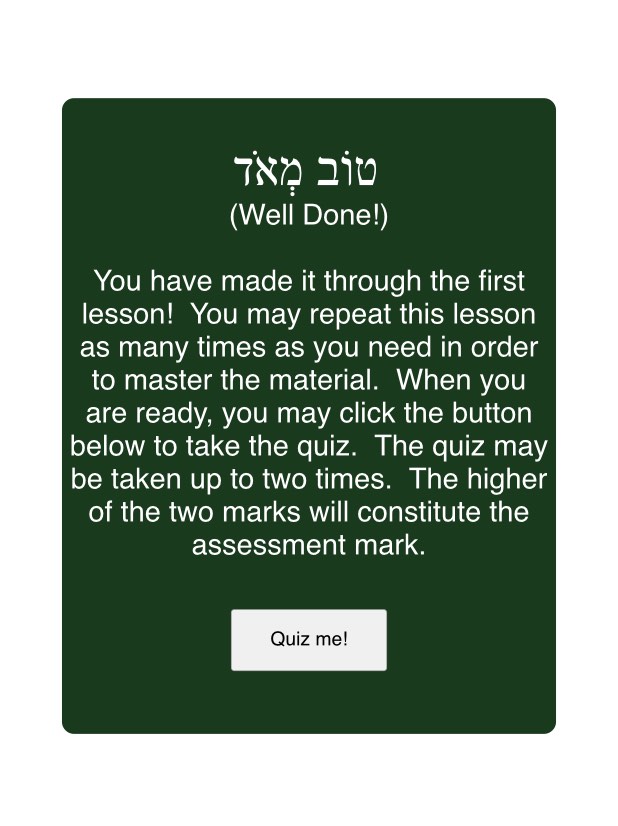 טוֹב מְאֹד
(Well Done!)
You have made it through the first
lesson!  You may repeat this lesson
as many times as you need in order
to master the material.  When you
are ready, you may click the button
below to take the quiz.  The quiz may
be taken up to two times.  The higher
of the two marks will constitute the
assessment mark.
Quiz me!